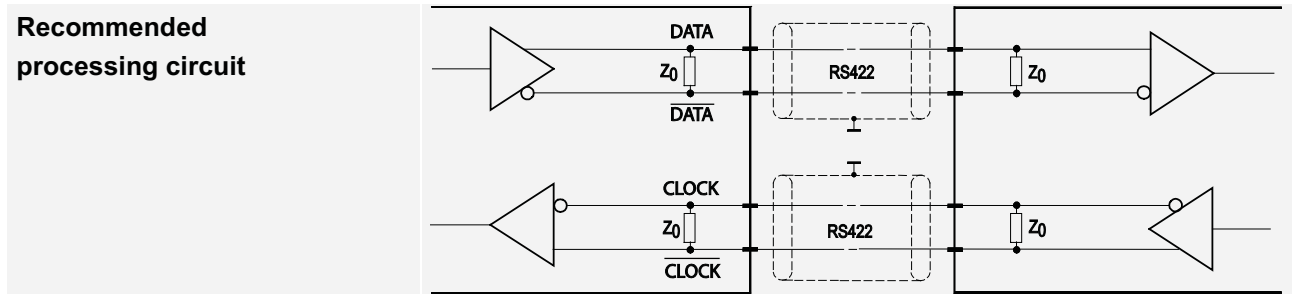 Recommended
processing circuit
DATA
Z0
RS422
Z0
DATA
CLOCK
Z0
RS422
Z0
CLOCK